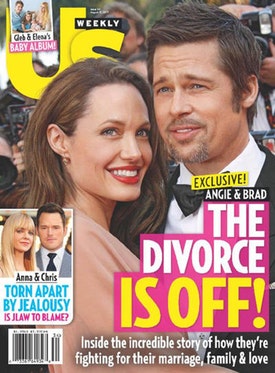 Gleb & Elena's
BABY ALBUM!
Us
WEEKLY
EXCLUSIVE!
ANGIE & BRAD
THE
DIVORCE
IS OFF!
Anna & Chris
TORN APART
BY JEALOUSY
IS JLAW TO BLAME?
Inside the incredible story of how they're
fighting for their marriage, family & love